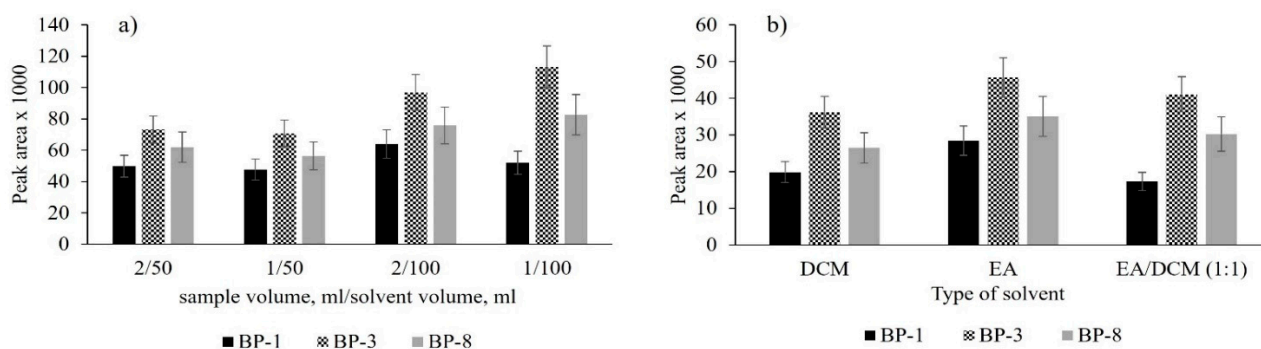 a)
Peak area x 1000
140
120
100
80
60
40
20
0
2/50 1/50 2/100 1/100
sample volume, ml/solvent volume, ml
BP-1 BP-3 BP-8
b)
Peak area x 1000
60
50
40
30
20
10
0
DCM EA EA/DCM (1:1)
Type of solvent
BP-1 BP-3 BP-8